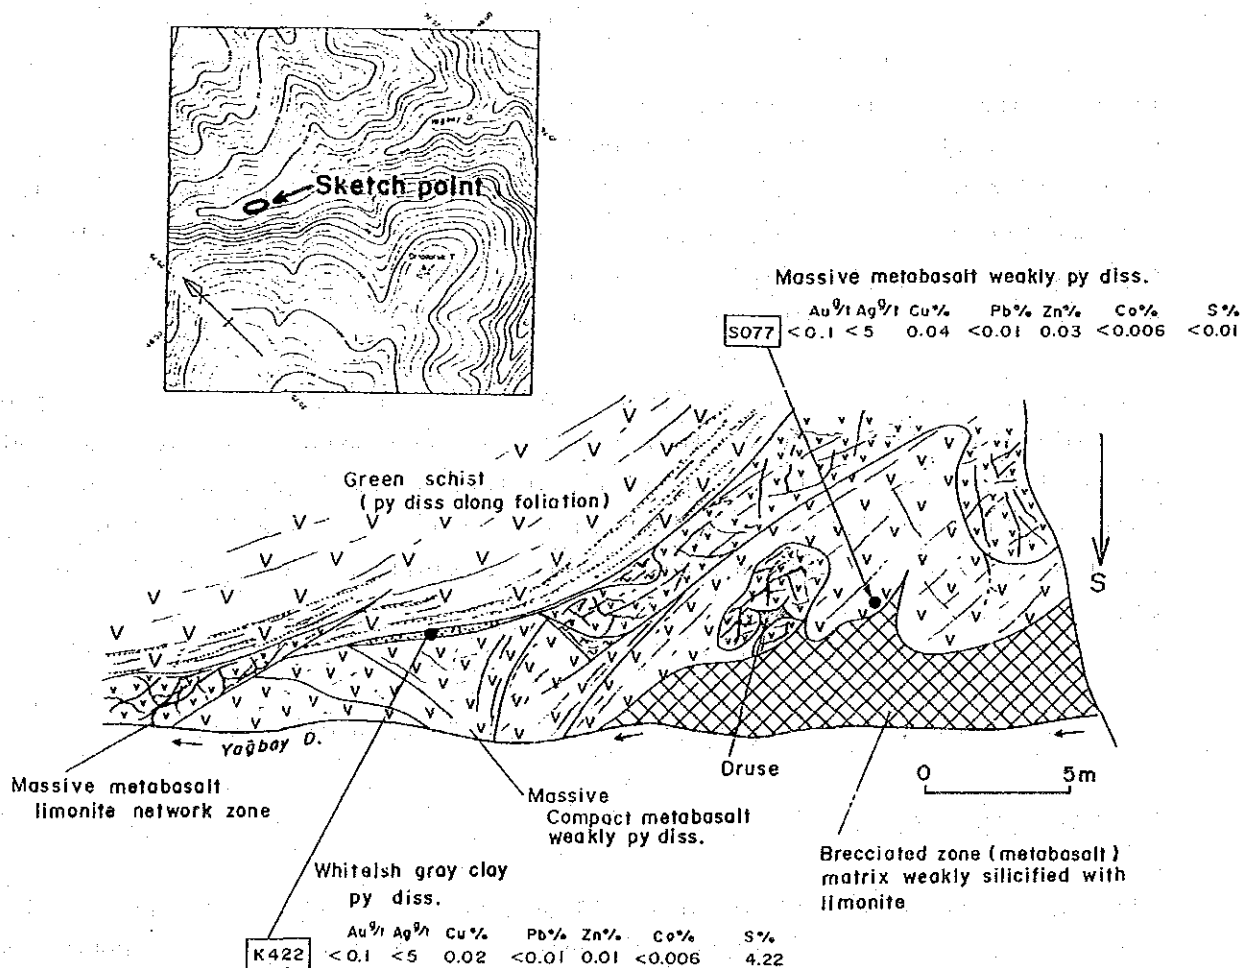 Sketch point
Massive metabasalt weakly py diss.
Au g/t Ag g/t Cu% Pb% Zn% Co% S%
S077 <0.1 <5 0.04 <0.01 0.03 <0.006 <0.01
Green schist
(py diss along foliation)
S
Yağbay D.
Druse
0 5m
Massive metabasalt
limonite network zone
Massive
Compact metabasalt
weakly py diss.
Brecciated zone (metabasalt)
matrix weakly silicified with
limonite
Whiteish gray clay
py diss.
Au g/t Ag g/t Cu% Pb% Zn% Co% S%
K422 <0.1 <5 0.02 <0.01 0.01 <0.006 4.22